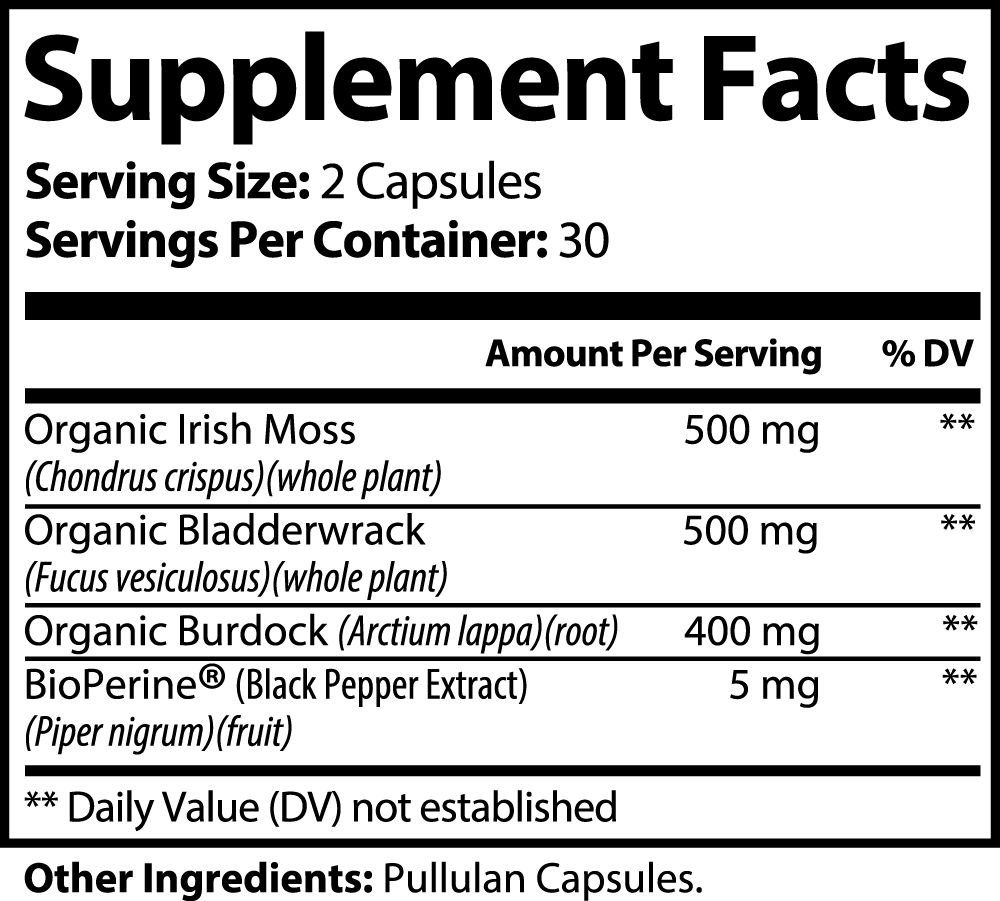 Supplement Facts
Serving Size: 2 Capsules
Servings Per Container: 30
Amount Per Serving % DV
Organic Irish Moss 500 mg **
(Chondrus crispus)(whole plant)
Organic Bladderwrack 500 mg **
(Fucus vesiculosus)(whole plant)
Organic Burdock (Arctium lappa)(root) 400 mg **
BioPerine® (Black Pepper Extract) 5 mg **
(Piper nigrum)(fruit)
** Daily Value (DV) not established
Other Ingredients: Pullulan Capsules.